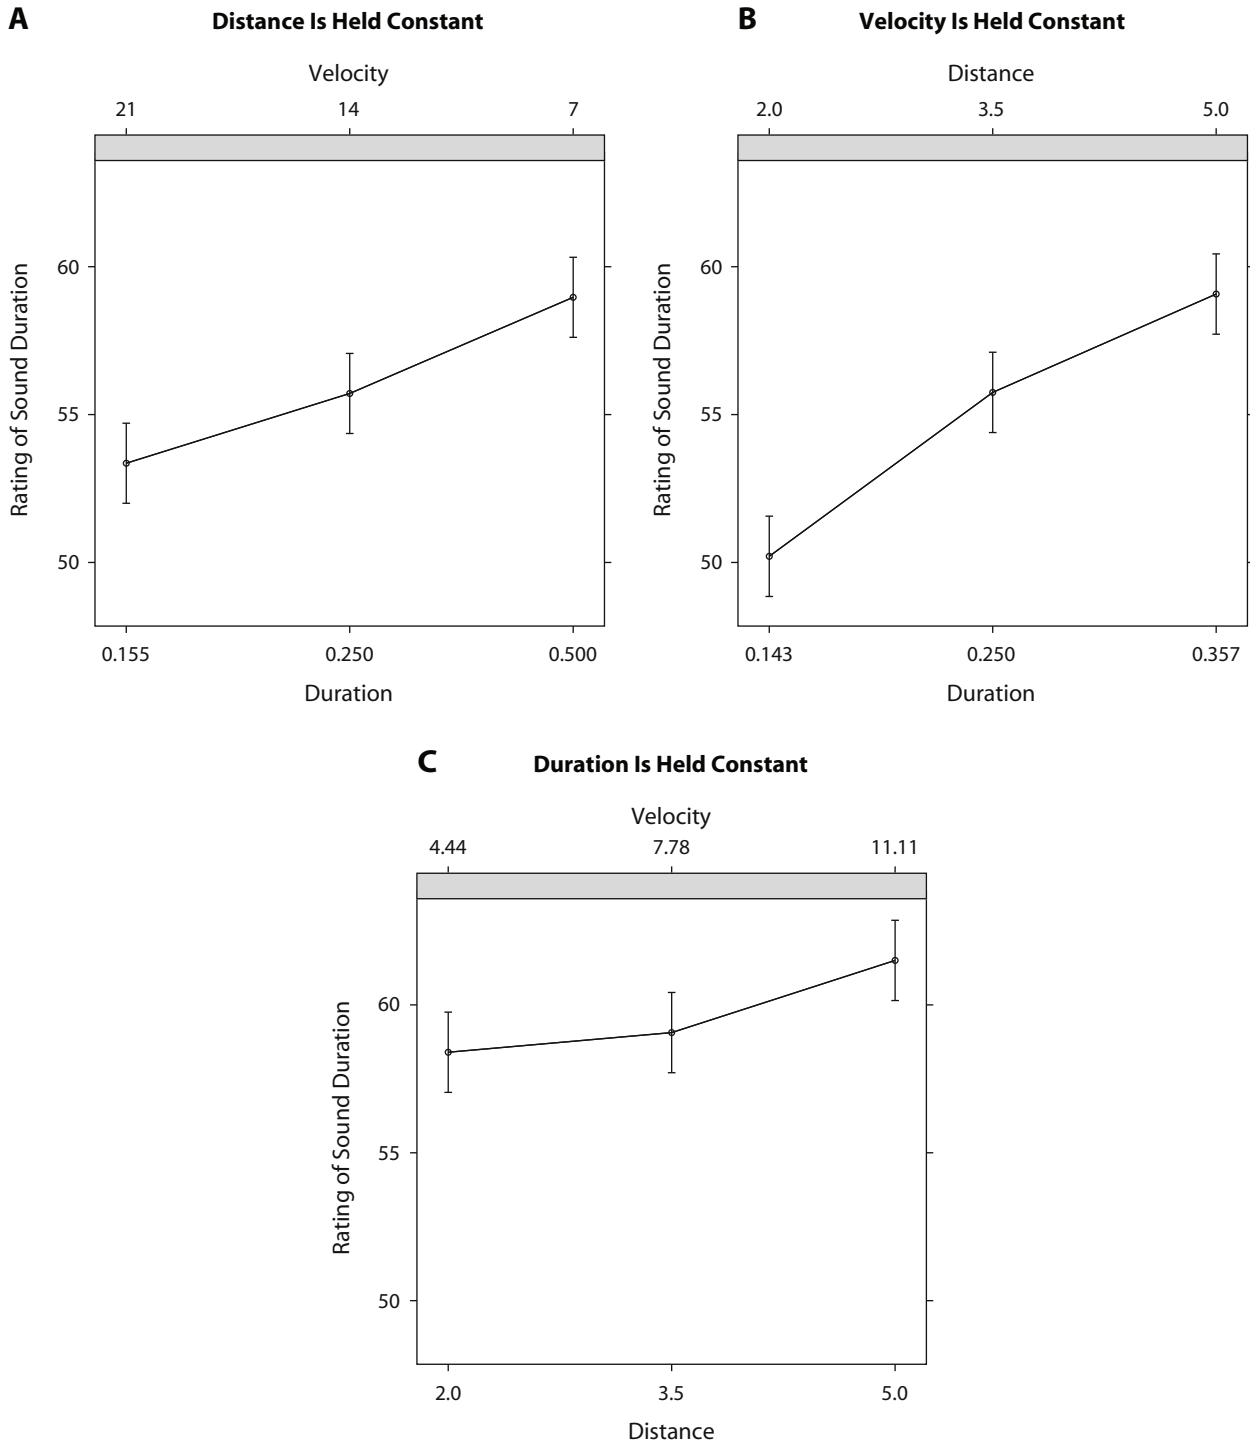 A
Distance Is Held Constant
Velocity
21 14 7
Rating of Sound Duration
60
55
50
0.155 0.250 0.500
Duration
B
Velocity Is Held Constant
Distance
2.0 3.5 5.0
Rating of Sound Duration
60
55
50
0.143 0.250 0.357
Duration
C
Duration Is Held Constant
Velocity
4.44 7.78 11.11
Rating of Sound Duration
60
55
50
2.0 3.5 5.0
Distance